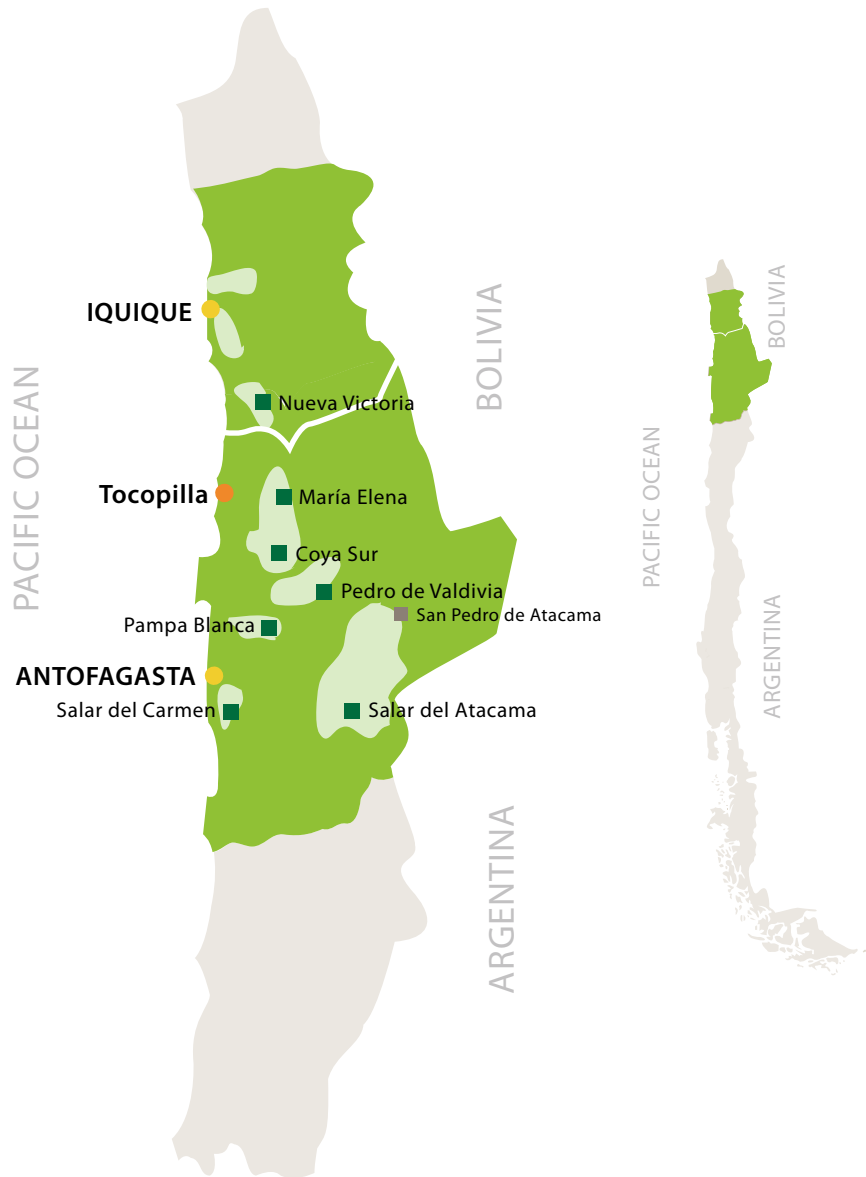 IQUIQUE
BOLIVIA
Nueva Victoria
PACIFIC OCEAN
Tocopilla
María Elena
Coya Sur
Pedro de Valdivia
San Pedro de Atacama
Pampa Blanca
ANTOFAGASTA
Salar del Carmen
Salar del Atacama
ARGENTINA
BOLIVIA
PACIFIC OCEAN
ARGENTINA